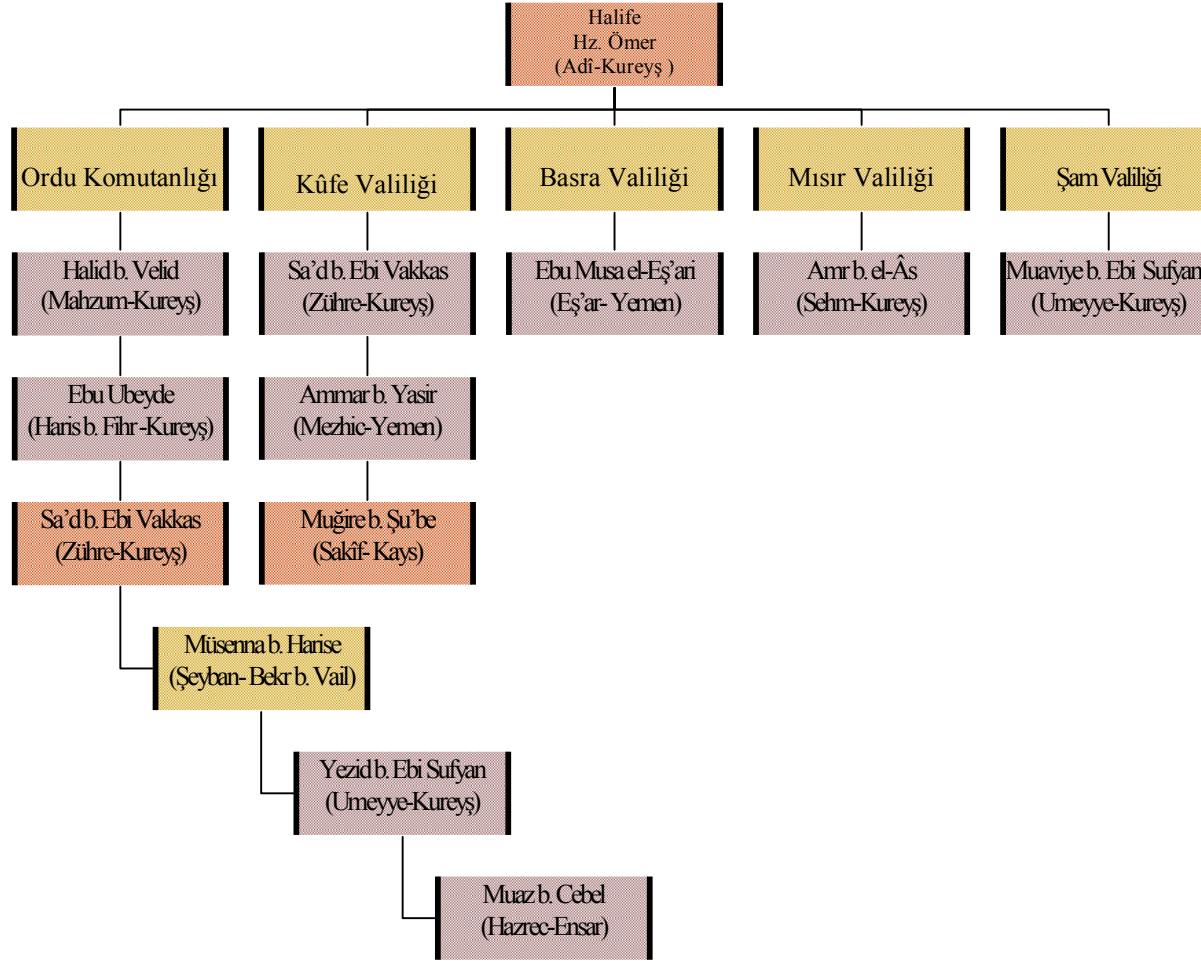 Halife
Hz. Ömer
(Adî-Kureyş )
Ordu Komutanlığı
Kûfe Valiliği
Basra Valiliği
Mısır Valiliği
Şam Valiliği
Halid b. Velid
(Mahzum-Kureyş)
Sa’d b. Ebi Vakkas
(Zühre-Kureyş)
Ebu Musa el-Eş’ari
(Eş’ar- Yemen)
Amr b. el-Âs
(Sehm-Kureyş)
Muaviye b. Ebi Sufyan
(Umeyye-Kureyş)
Ebu Ubeyde
(Haris b. Fihr -Kureyş)
Ammar b. Yasir
(Mezhic-Yemen)
Sa’d b. Ebi Vakkas
(Zühre-Kureyş)
Muğire b. Şu’be
(Sakîf- Kays)
Müsenna b. Harise
(Şeyban- Bekr b. Vail)
Yezid b. Ebi Sufyan
(Umeyye-Kureyş)
Muaz b. Cebel
(Hazrec-Ensar)